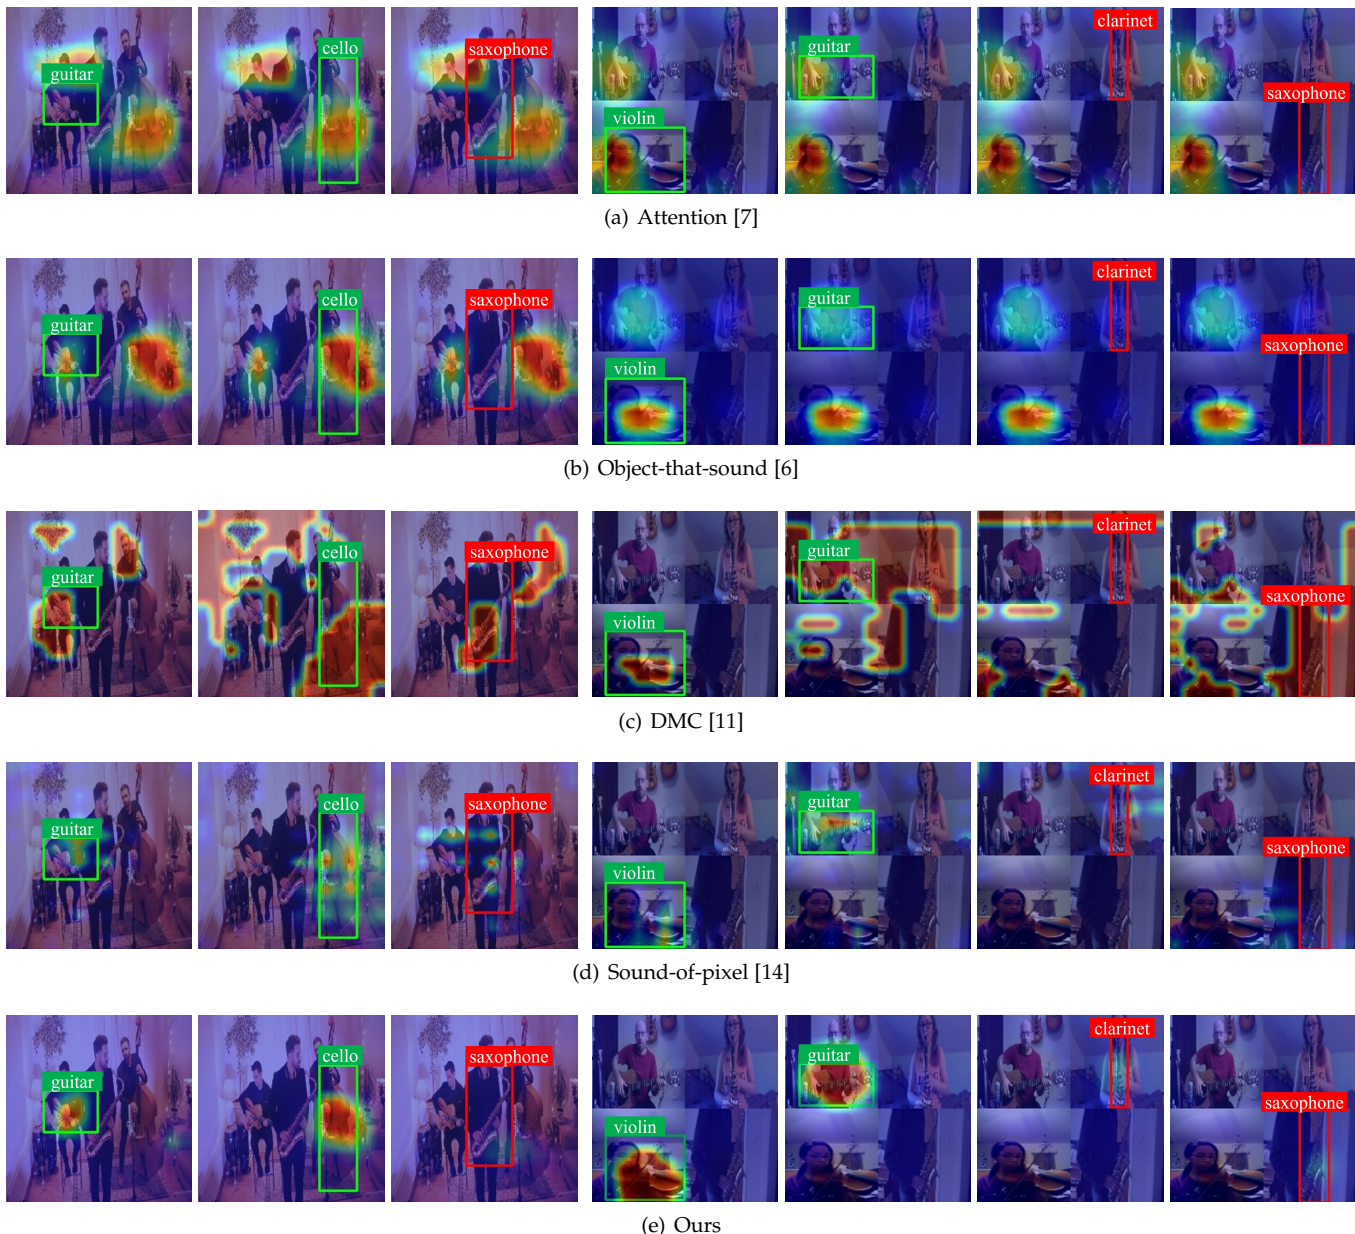 guitar
cello
saxophone
violin
guitar
clarinet
saxophone
(a) Attention [7]
guitar
cello
saxophone
violin
guitar
clarinet
saxophone
(b) Object-that-sound [6]
guitar
cello
saxophone
violin
guitar
clarinet
saxophone
(c) DMC [11]
guitar
cello
saxophone
violin
guitar
clarinet
saxophone
(d) Sound-of-pixel [14]
guitar
cello
saxophone
violin
guitar
clarinet
saxophone
(e) Ours